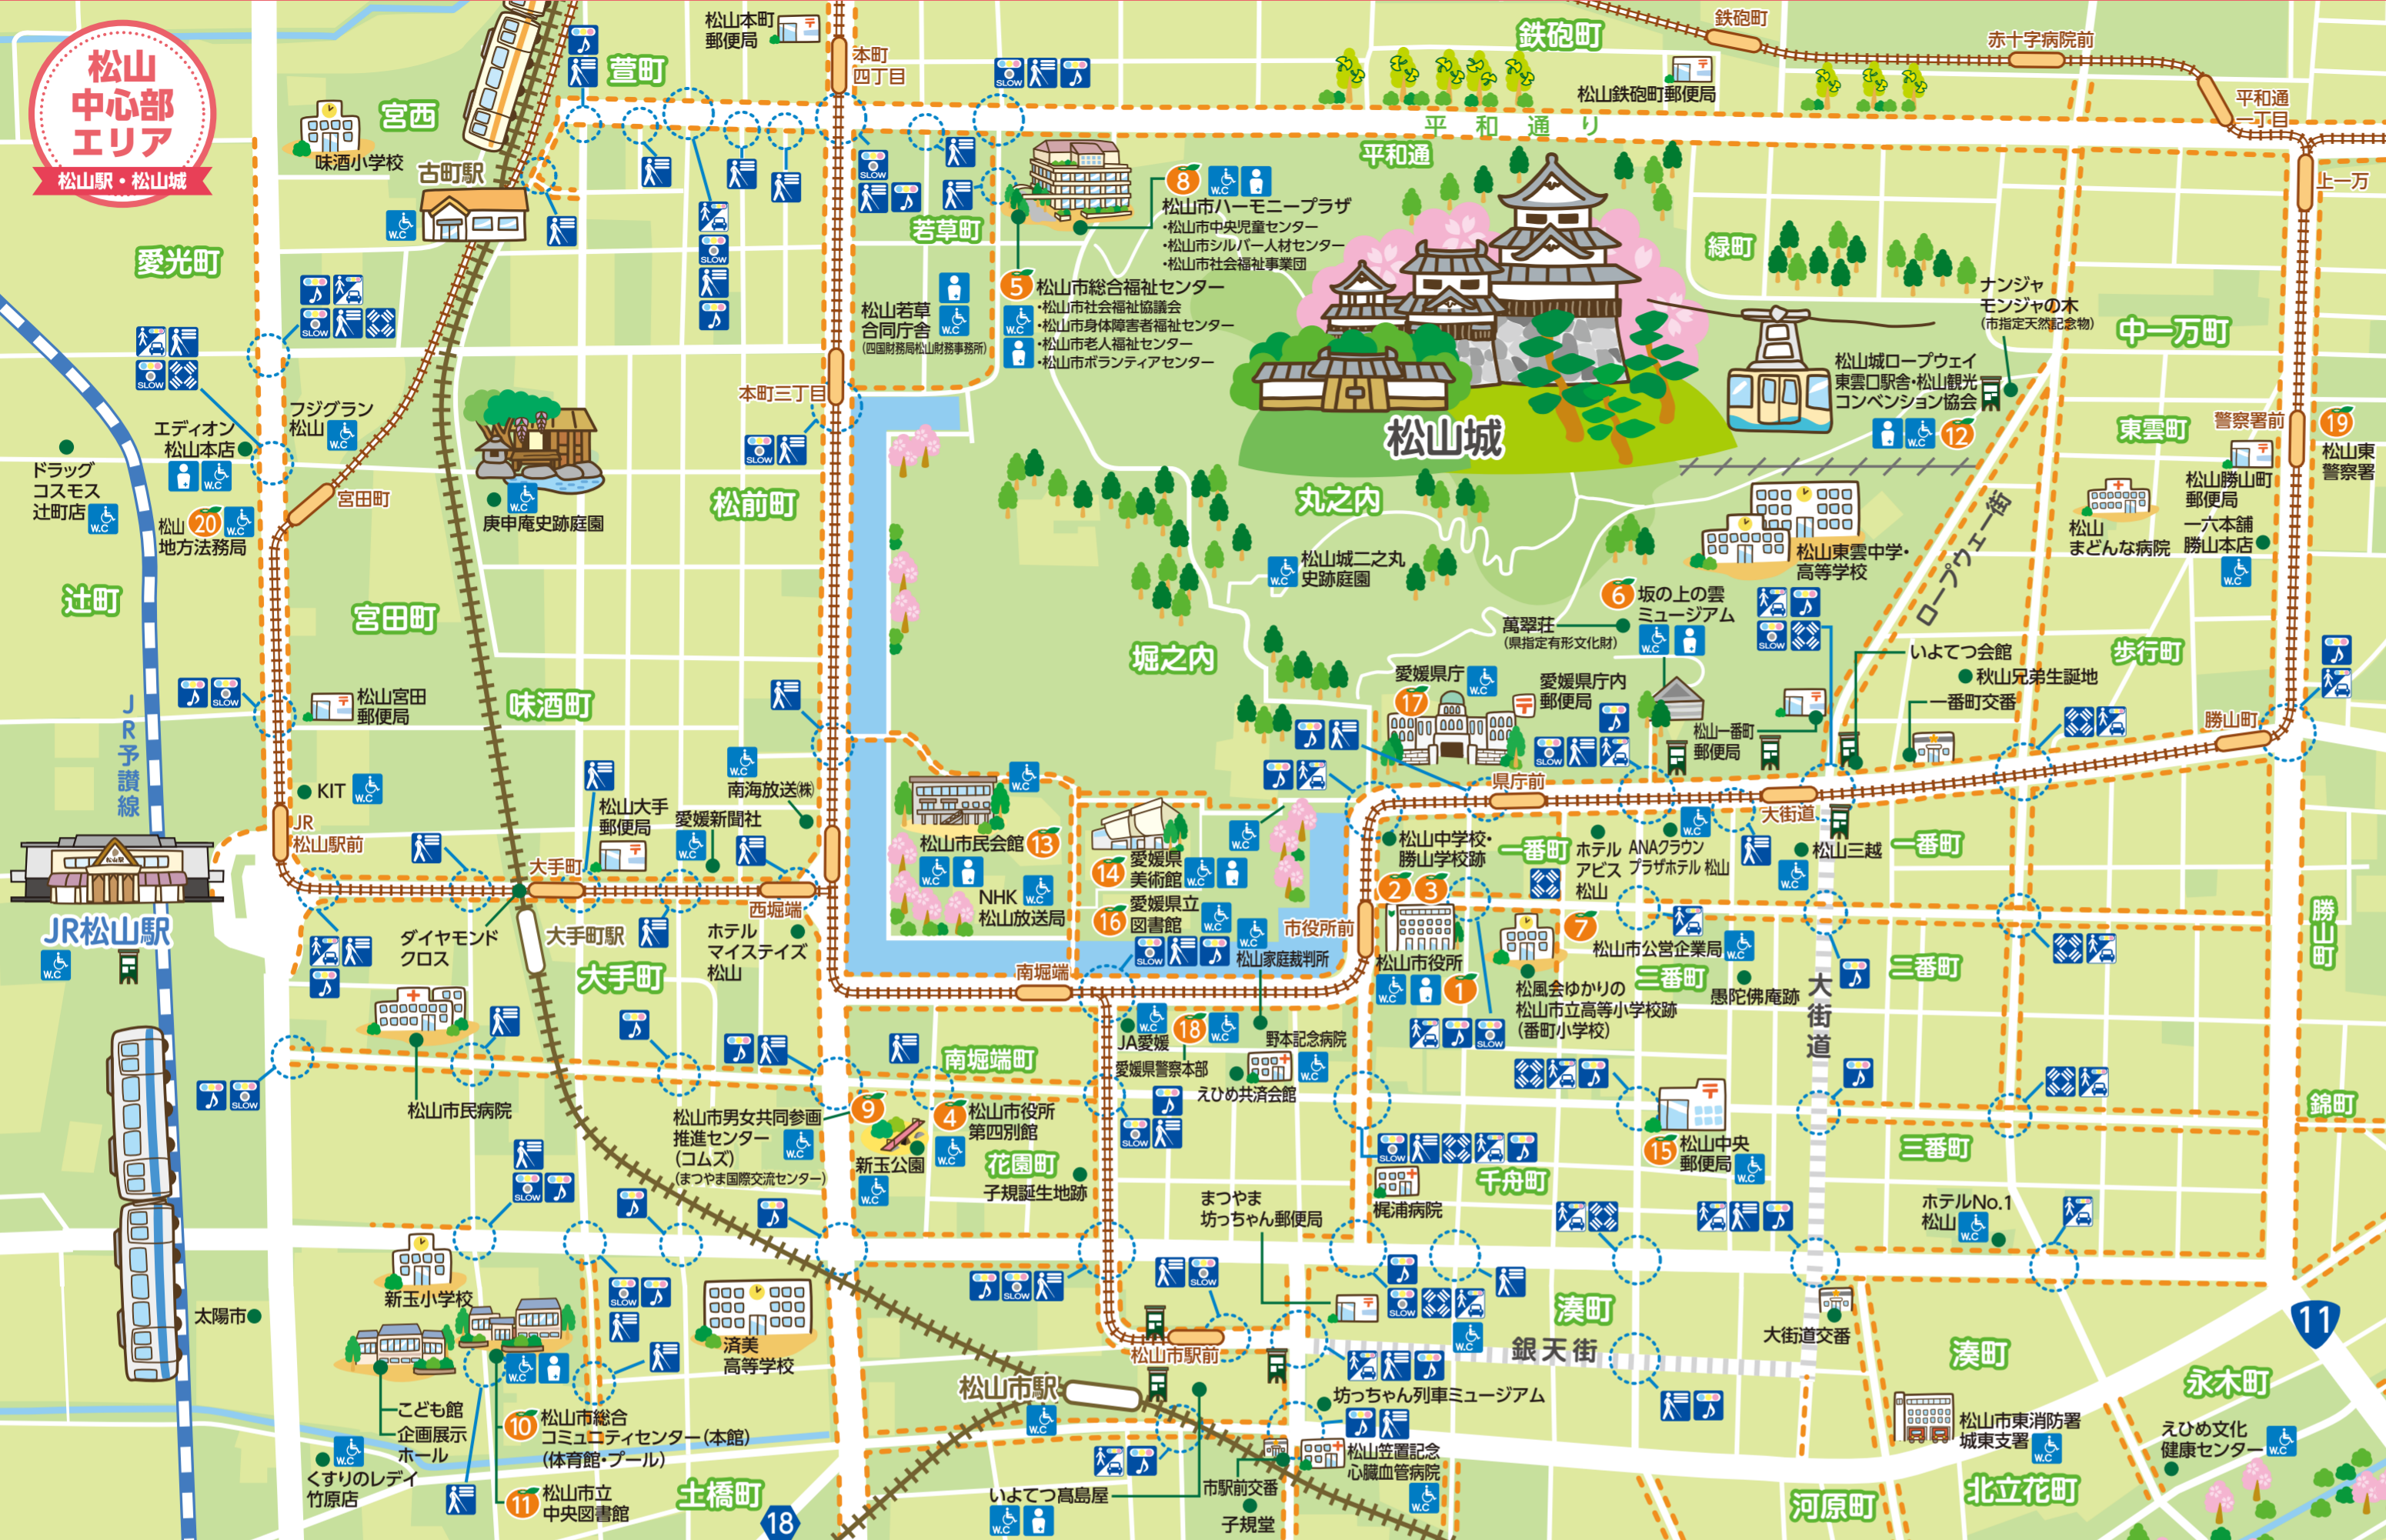 松山
中心部
エリア
松山駅・松山城
松山本町
郵便局
萱町
宮西
味酒小学校
古町駅
愛光町
本町
四丁目
鉄砲町
鉄砲町
松山鉄砲町郵便局
赤十字病院前
平和通
一丁目
上一万
平和通り
平和通
若草町
8
松山市ハーモニープラザ
・松山市中央児童センター
・松山市シルバー人材センター
・松山市社会福祉事業団
5
松山市総合福祉センター
・松山市社会福祉協議会
・松山市身体障害者福祉センター
・松山市老人福祉センター
・松山市ボランティアセンター
松山若草
合同庁舎
(四国財務局松山財務事務所)
緑町
ナンジャ
モンジャの木
(市指定天然記念物)
中一万町
松山城ロープウェイ
東雲口駅舎・松山観光
コンベンション協会
12
松山城
東雲町
警察署前
19
松山東
警察署
松山勝山町
郵便局
一六本舗
勝山本店
松山
まどんな病院
ロープウェー街
松山東雲中学・
高等学校
エディオン
松山本店
フジグラン
松山
ドラッグ
コスモス
辻町店
松山
地方法務局
20
宮田町
辻町
宮田町
庚申庵史跡庭園
本町三丁目
松前町
丸之内
松山城二之丸
史跡庭園
堀之内
6
坂の上の雲
ミュージアム
萬翠荘
(県指定有形文化財)
いよてつ会館
秋山兄弟生誕地
一番町交番
歩行町
勝山町
JR予讃線
松山宮田
郵便局
味酒町
愛媛県庁
17
愛媛県庁内
郵便局
松山一番町
郵便局
県庁前
大街道
KIT
JR
松山駅前
JR松山駅
松山駅
松山大手
郵便局
愛媛新聞社
南海放送㈱
大手町
西堀端
ダイヤモンド
クロス
大手町駅
大手町
ホテル
マイステイズ
松山
松山市民会館
13
NHK
松山放送局
14
愛媛県
美術館
16
愛媛県立
図書館
松山家庭裁判所
市役所前
南堀端
松山中学校・
勝山学校跡
2
3
松山市役所
1
一番町
ホテル
アビス
松山
ANAクラウン
プラザホテル 松山
松山三越
一番町
7
松山市公営企業局
二番町
愚陀佛庵跡
松風会ゆかりの
松山市立高等小学校跡
(番町小学校)
大街道
二番町
勝山町
松山市民病院
南堀端町
JA愛媛
18
愛媛県警察本部
野本記念病院
えひめ共済会館
松山市男女共同参画
推進センター
(コムズ)
(まつやま国際交流センター)
9
新玉公園
4
松山市役所
第四別館
花園町
子規誕生地跡
15
松山中央
郵便局
三番町
錦町
千舟町
梶浦病院
まつやま
坊っちゃん郵便局
ホテルNo.1
松山
太陽市
新玉小学校
済美
高等学校
こども館
企画展示
ホール
くすりのレディ
竹原店
10
松山市総合
コミュニティセンター(本館)
(体育館・プール)
11
松山市立
中央図書館
土橋町
18
松山市駅前
松山市駅
いよてつ髙島屋
坊っちゃん列車ミュージアム
松山笠置記念
心臓血管病院
市駅前交番
子規堂
湊町
銀天街
大街道交番
湊町
11
永木町
松山市東消防署
城東支署
えひめ文化
健康センター
北立花町
河原町
W.C
SLOW